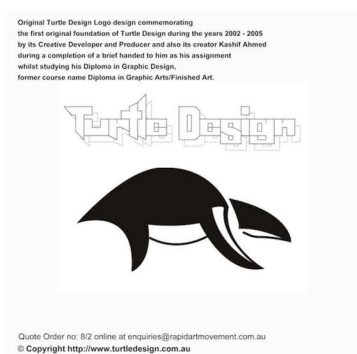 Original Turtle Design Logo design commemorating
the first original foundation of Turtle Design during the years 2002 - 2005
by its Creative Developer and Producer and also its creator Kashif Ahmed
during a completion of a brief handed to him as his assignment
whilst studying his Diploma in Graphic Design,
former course name Diploma in Graphic Arts/Finished Art.
Turtle Design
Quote Order no: 8/2 online at enquiries@rapidartmovement.com.au
© Copyright http://www.turtledesign.com.au